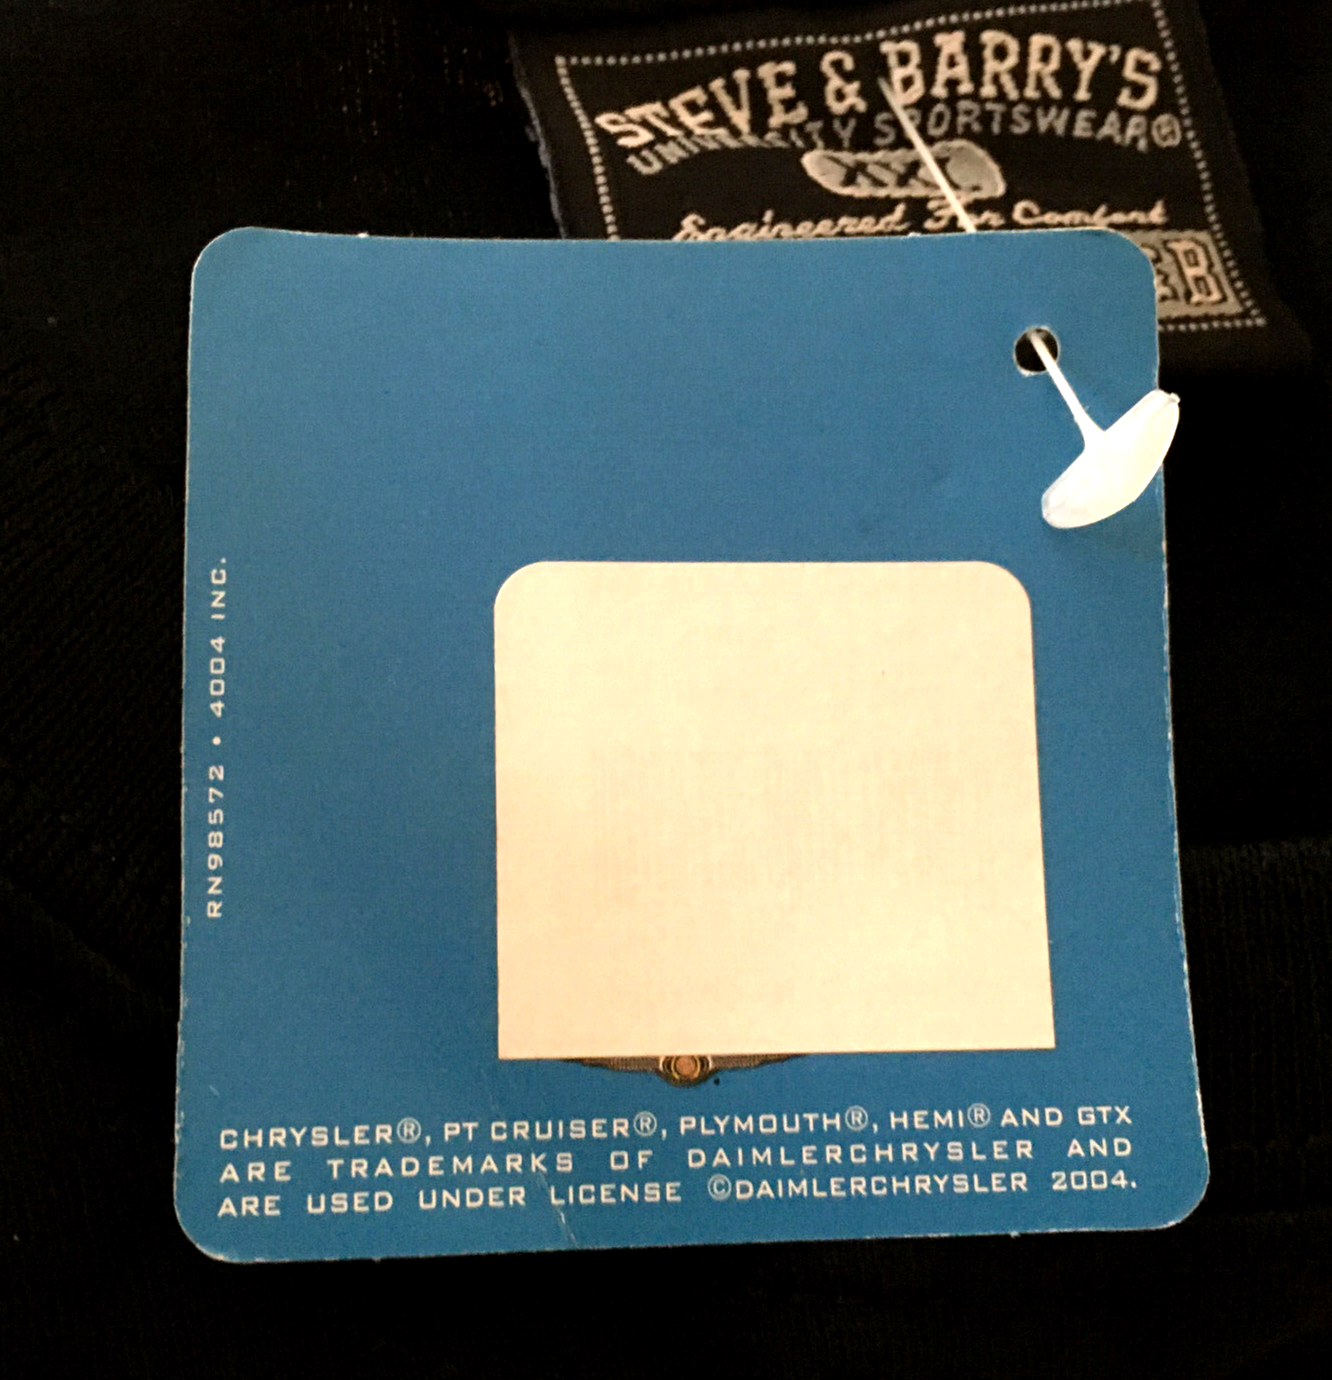 STEVE & BARRY'S
UNIVERSITY SPORTSWEAR®
XXL
Engineered For Comfort
&B
RN98572 • 4004 INC.
CHRYSLER®, PT CRUISER®, PLYMOUTH®, HEMI® AND GTX
ARE TRADEMARKS OF DAIMLERCHRYSLER AND
ARE USED UNDER LICENSE ©DAIMLERCHRYSLER 2004.